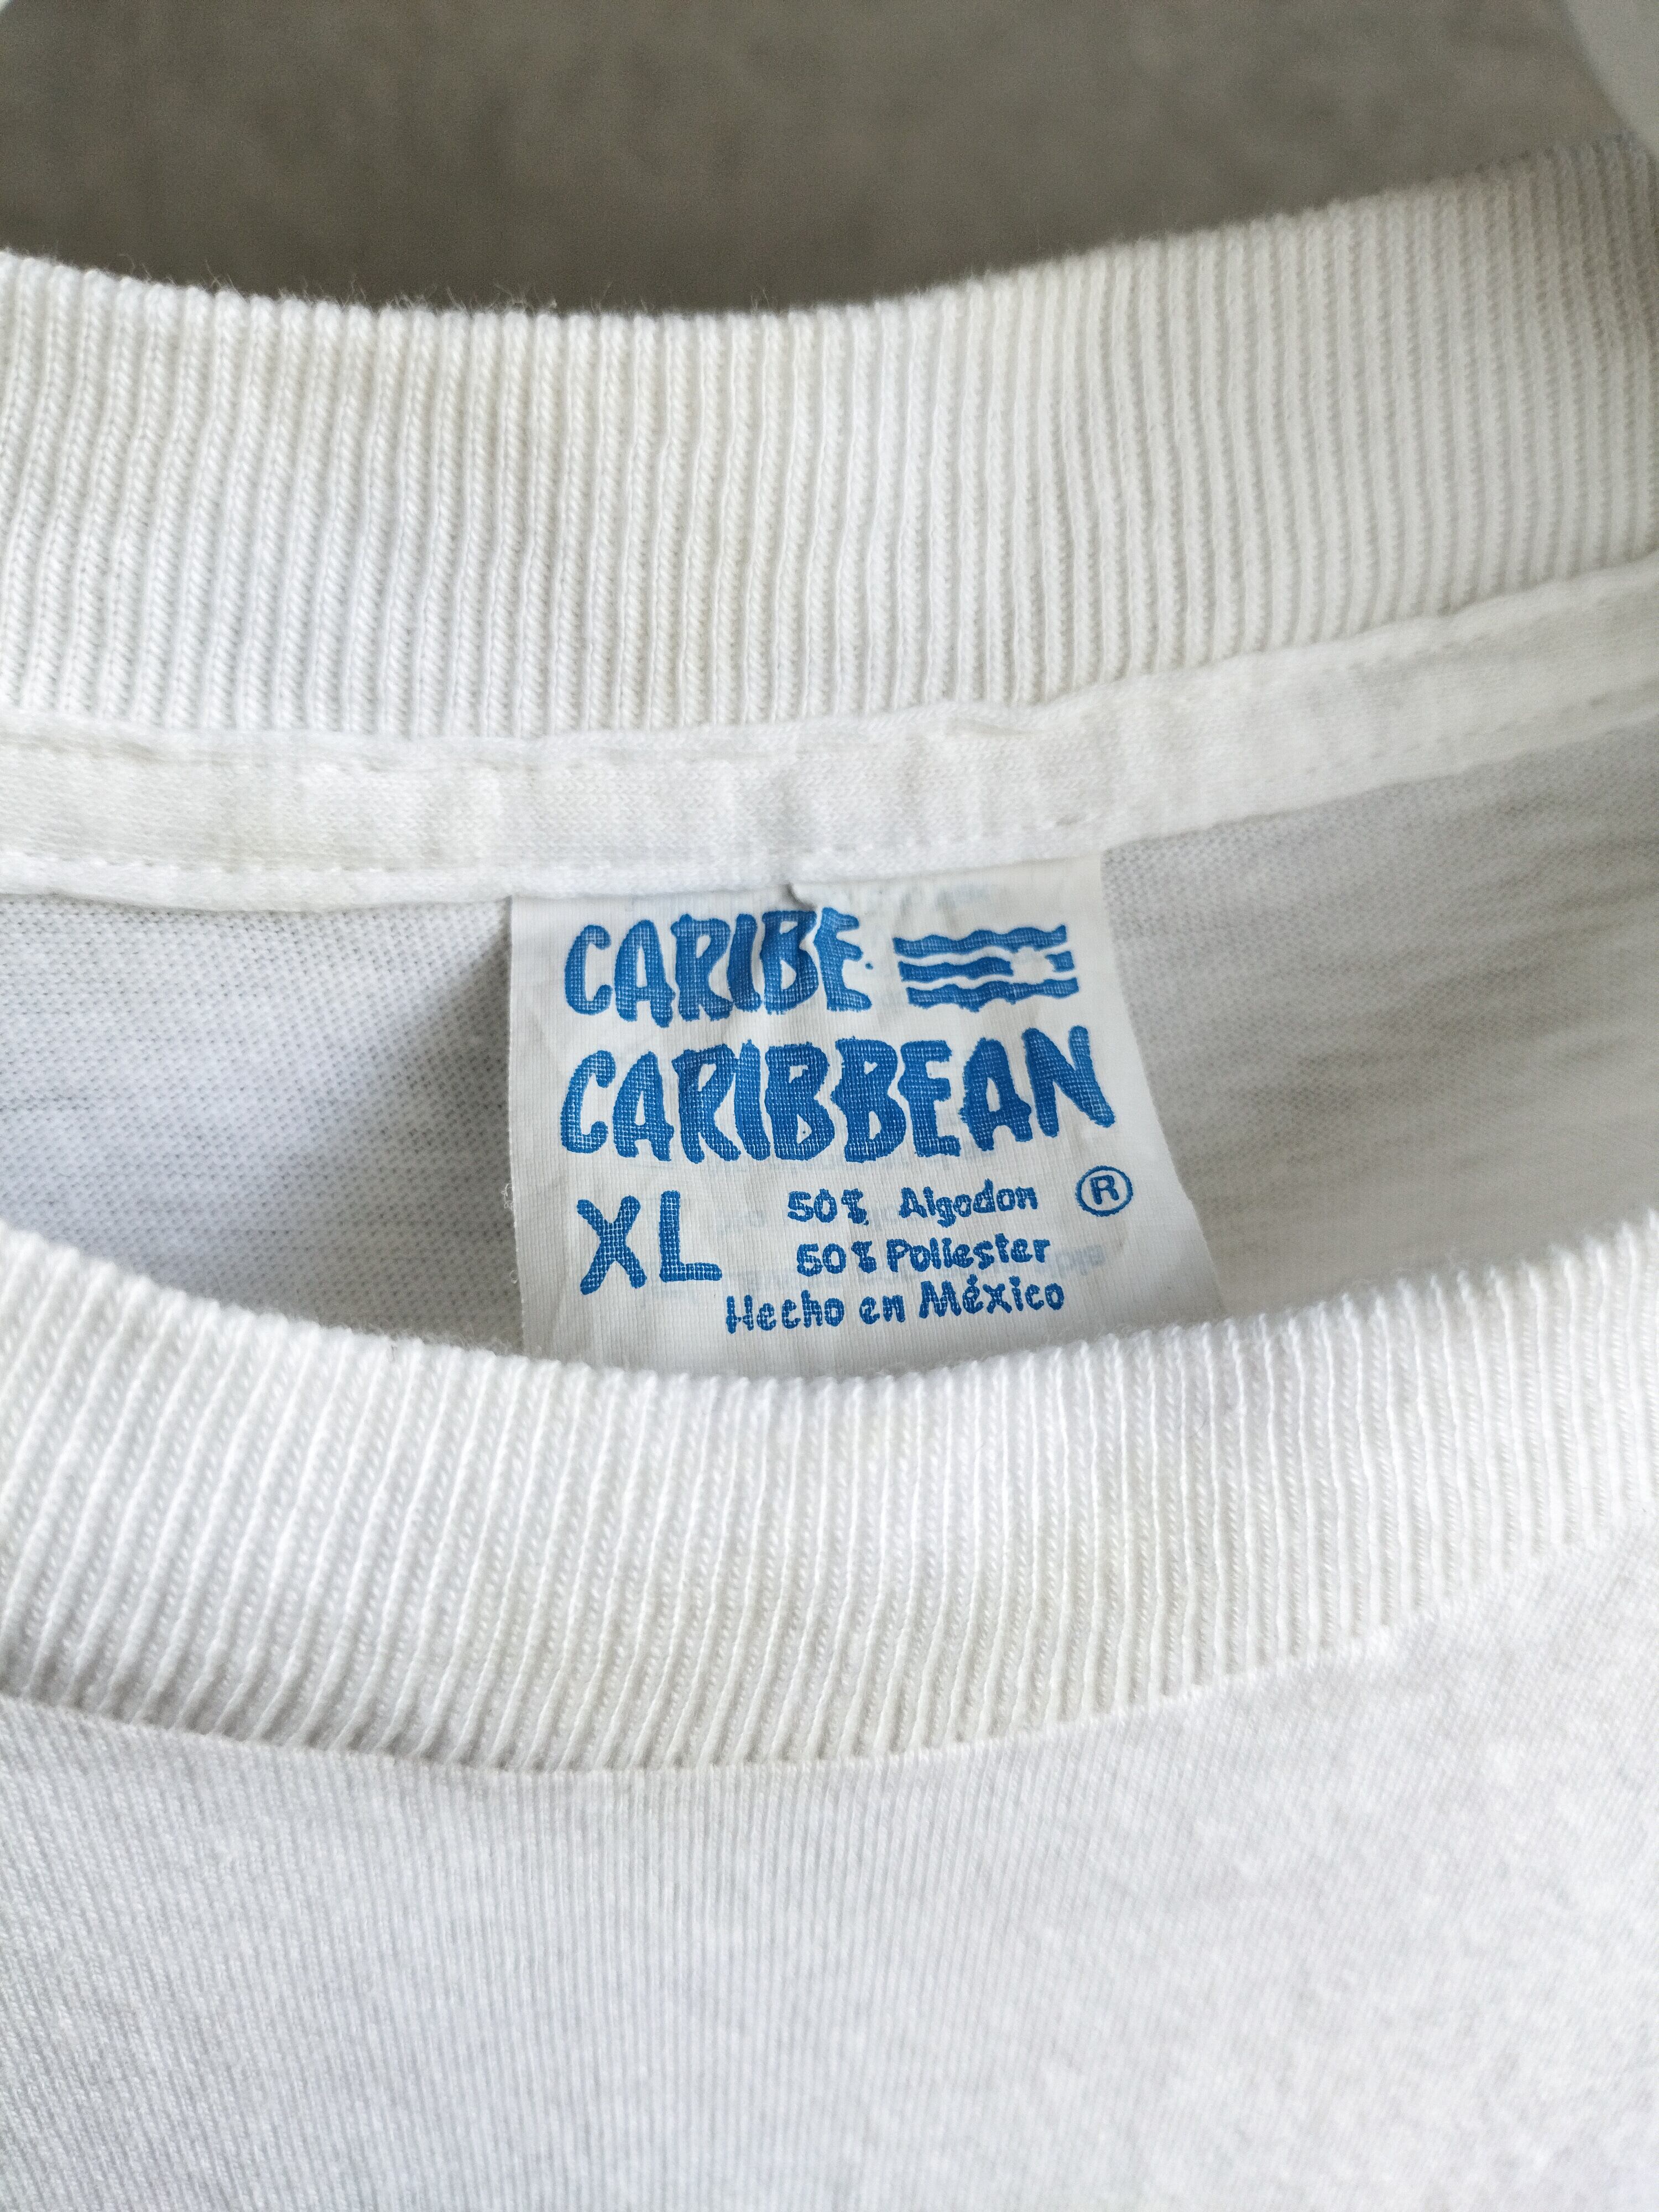 CARIBE
CARIBBEAN
XL 50% Algodon ®
50% Poliester
Hecho en México